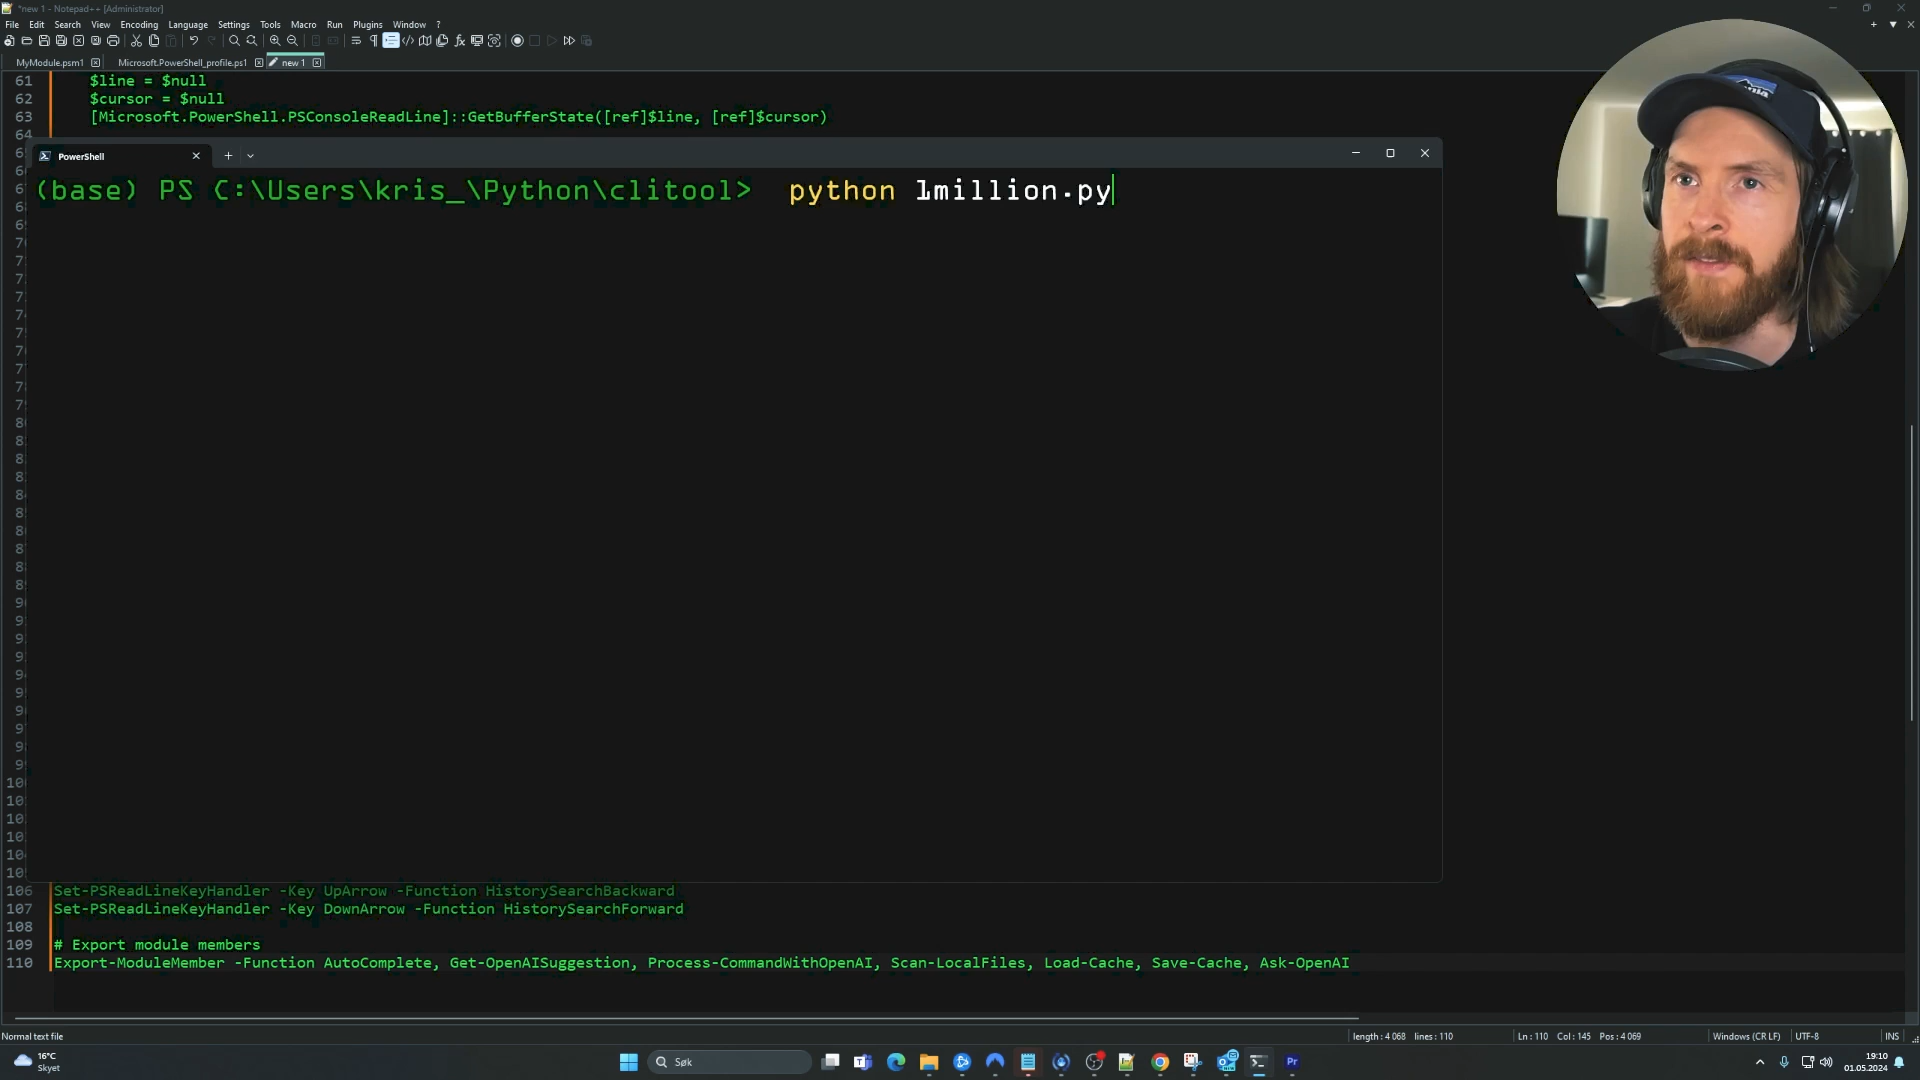 *new 1 - Notepad++ [Administrator]
File Edit Search View Encoding Language Settings Tools Macro Run Plugins Window ?
MyModule.psm1 Microsoft.PowerShell_profile.ps1 new 1
61 $line = $null
62 $cursor = $null
63 [Microsoft.PowerShell.PSConsoleReadLine]::GetBufferState([ref]$line, [ref]$cursor)
64
PowerShell
(base) PS C:\Users\kris_\Python\clitool> python 1million.py
106 Set-PSReadLineKeyHandler -Key UpArrow -Function HistorySearchBackward
107 Set-PSReadLineKeyHandler -Key DownArrow -Function HistorySearchForward
108
109 # Export module members
110 Export-ModuleMember -Function AutoComplete, Get-OpenAISuggestion, Process-CommandWithOpenAI, Scan-LocalFiles, Load-Cache, Save-Cache, Ask-OpenAI
Normal text file length : 4 068 lines : 110 Ln : 110 Col : 145 Pos : 4 069 Windows (CR LF) UTF-8 INS
16°C
Skyet
Søk
19:10
01.05.2024